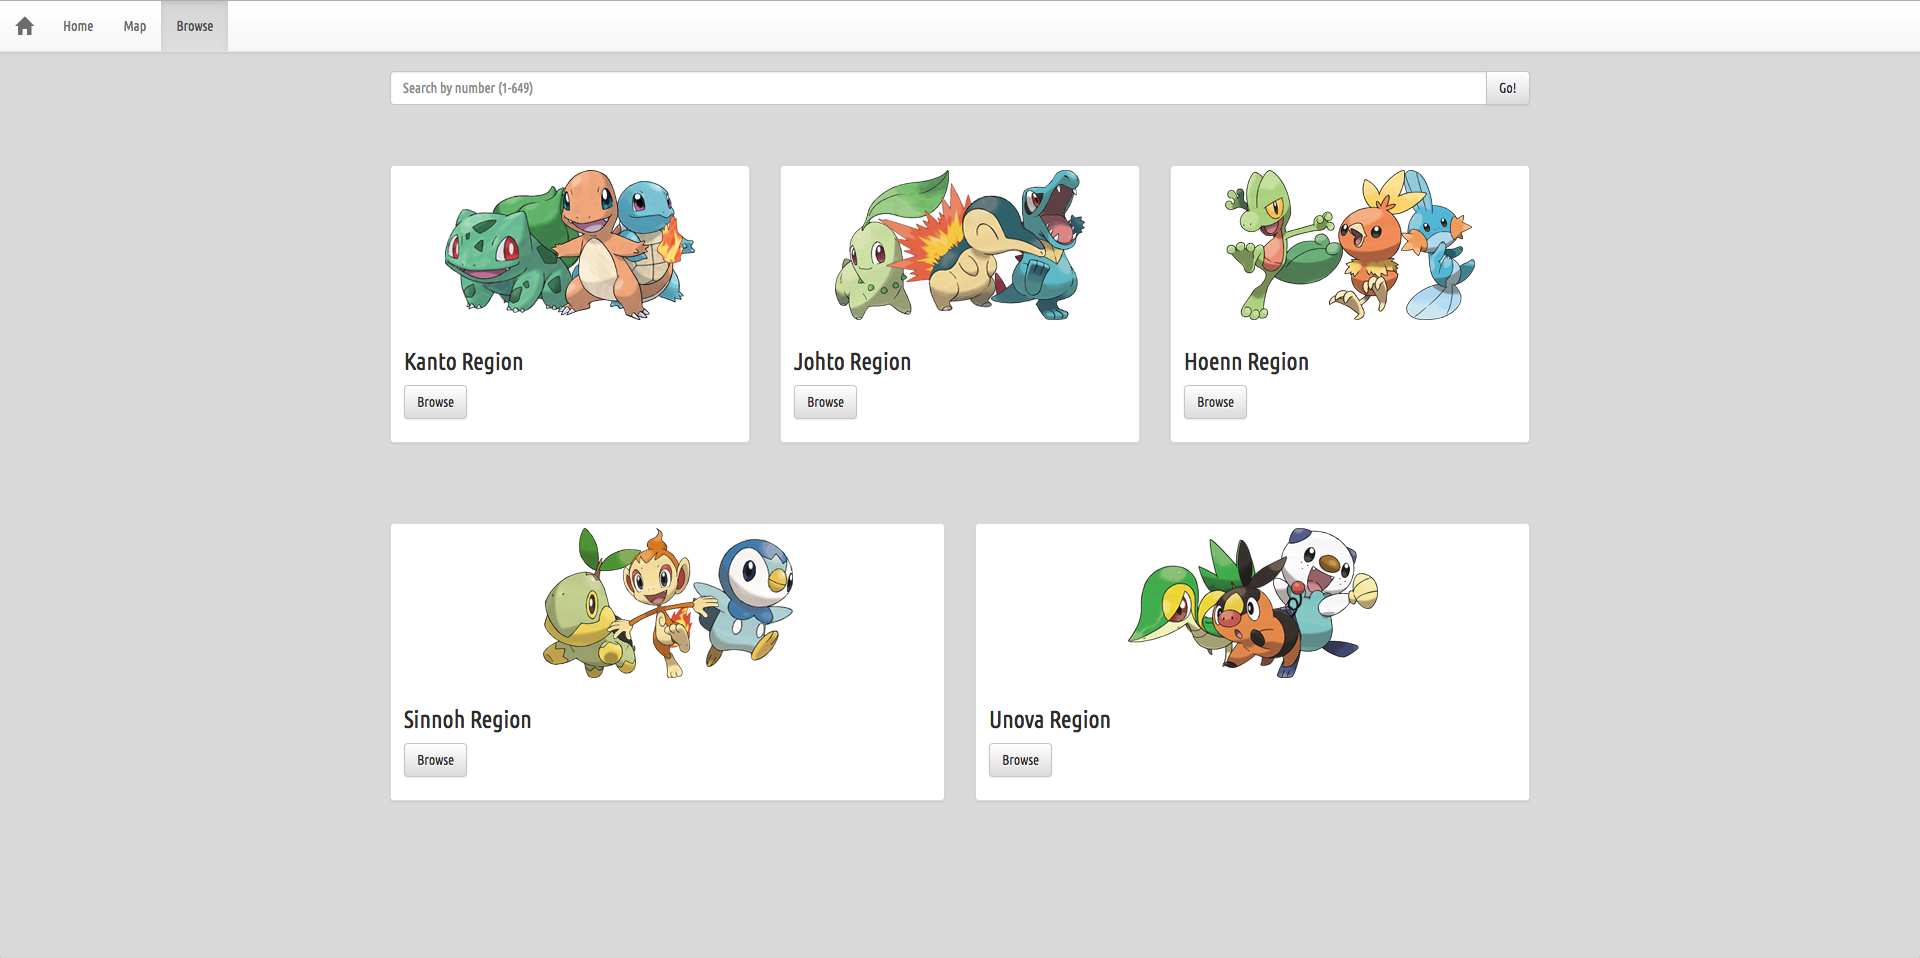 Home Map Browse
Search by number (1-649) Go!
Kanto Region
Browse
Johto Region
Browse
Hoenn Region
Browse
Sinnoh Region
Browse
Unova Region
Browse